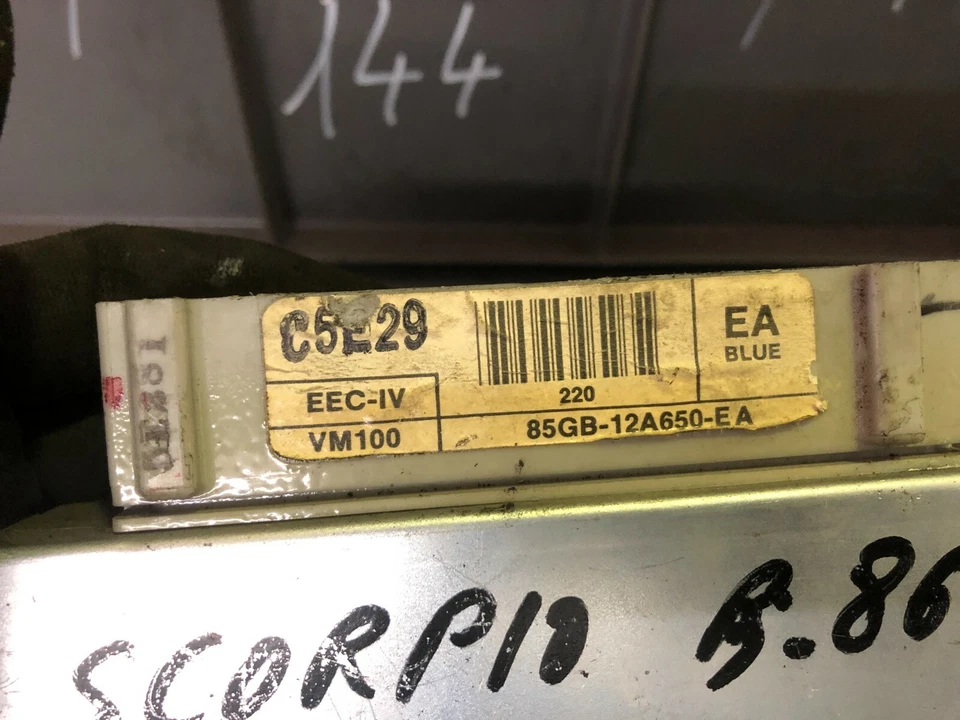 144
C5E29
EA
BLUE
EEC-IV
220
VM100
85GB-12A650-EA
SCORPIO B.86